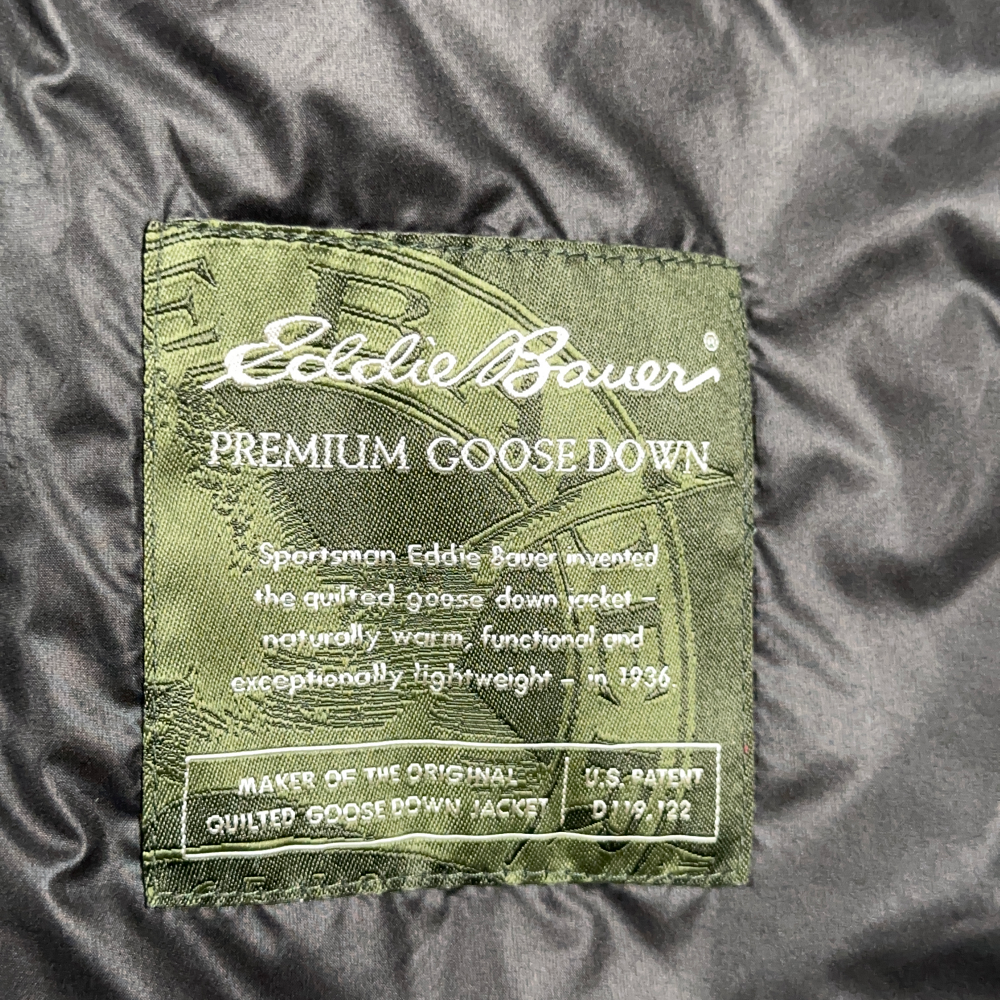 Eddie Bauer®
PREMIUM GOOSE DOWN
Sportsman Eddie Bauer invented
the quilted goose down jacket –
naturally warm, functional and
exceptionally lightweight – in 1936.
MAKER OF THE ORIGINAL
QUILTED GOOSE DOWN JACKET
U.S. PATENT
D119,122